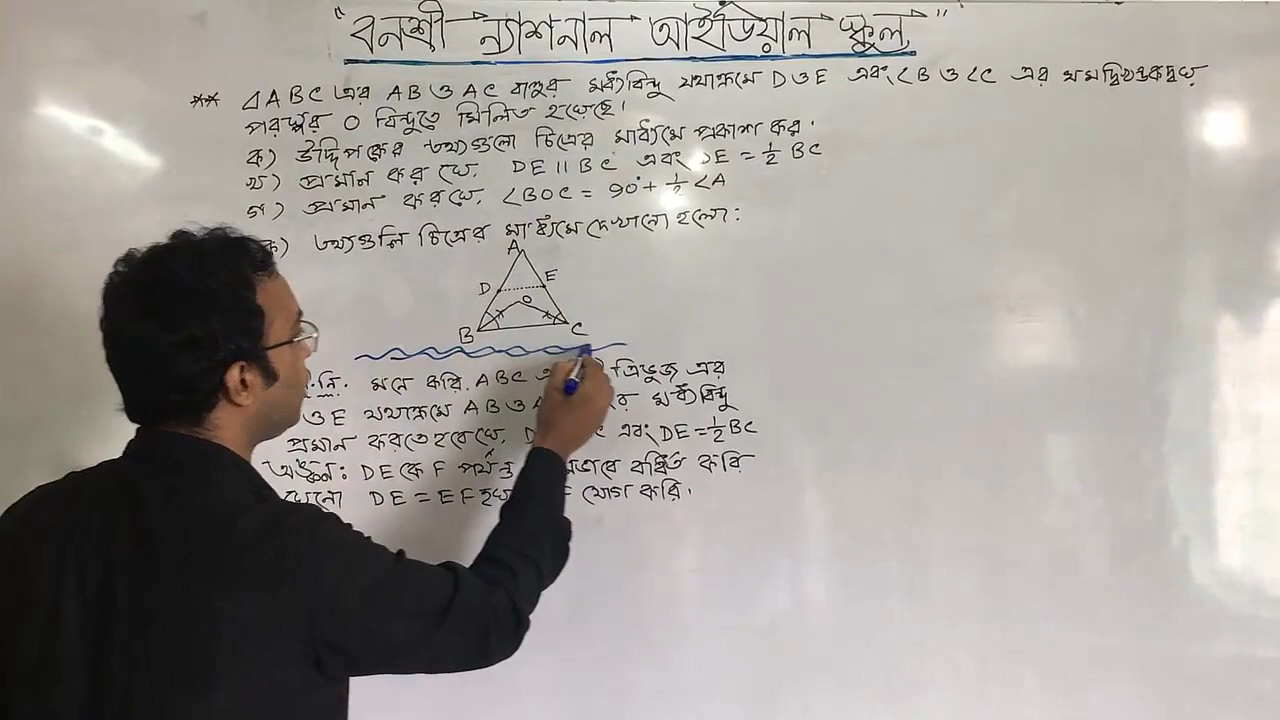 "বনশ্রী ন্যাশনাল আইডিয়াল স্কুল"
** ΔABC এর AB ও AC বাহুর মধ্যবিন্দু যথাক্রমে D ও E এবং ∠B ও ∠C এর সমদ্বিখন্ডকদ্বয়
পরস্পর O বিন্দুতে মিলিত হয়েছে।
ক) উদ্দিপকের তথ্যগুলো চিত্রের মাধ্যমে প্রকাশ কর।
খ) প্রমান কর যে, DE || BC এবং DE = 1/2 BC
গ) প্রমান কর যে, ∠BOC = 90° + 1/2 ∠A
ক) তথ্যগুলি চিত্রের মাধ্যমে দেখানো হলো:
A
D E
O
B C
.নি. মনে করি, ABC ত্রিভুজ এর
ও E যথাক্রমে AB ও মধ্যবিন্দু
প্রমান করতে হবে যে, এবং DE = 1/2 BC
অঙ্কন: DE কে F পর্যন্ত বর্ধিত করি
যেনো DE = EF হয় যোগ করি।